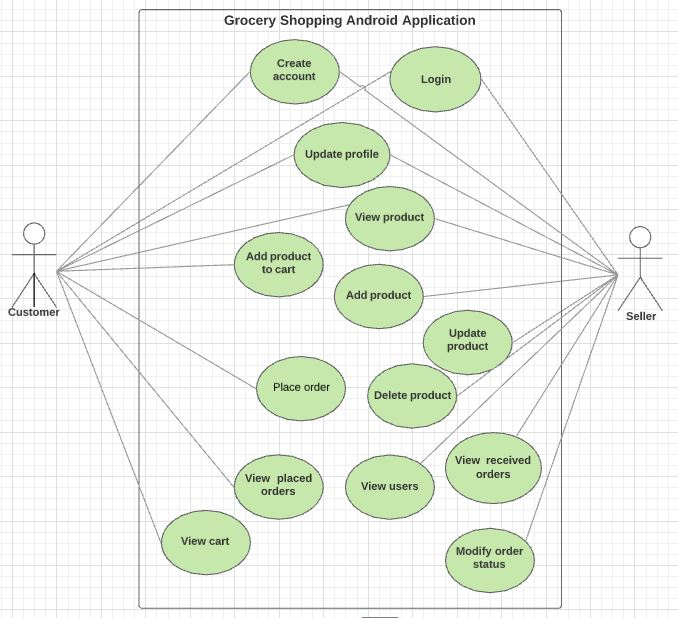 Grocery Shopping Android Application
Create
account
Login
Update profile
View product
Add product
to cart
Add product
Customer
Seller
Update
product
Place order
Delete product
View received
orders
View placed
orders
View users
View cart
Modify order
status